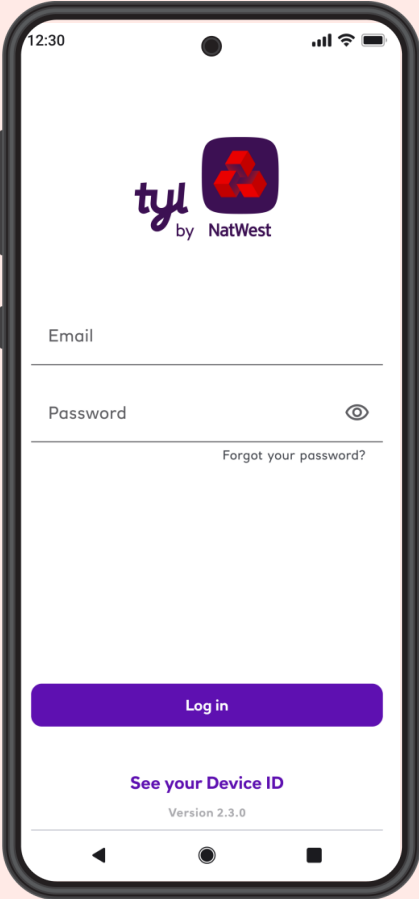 12:30
tyl
by NatWest
Email
Password
Forgot your password?
Log in
See your Device ID
Version 2.3.0